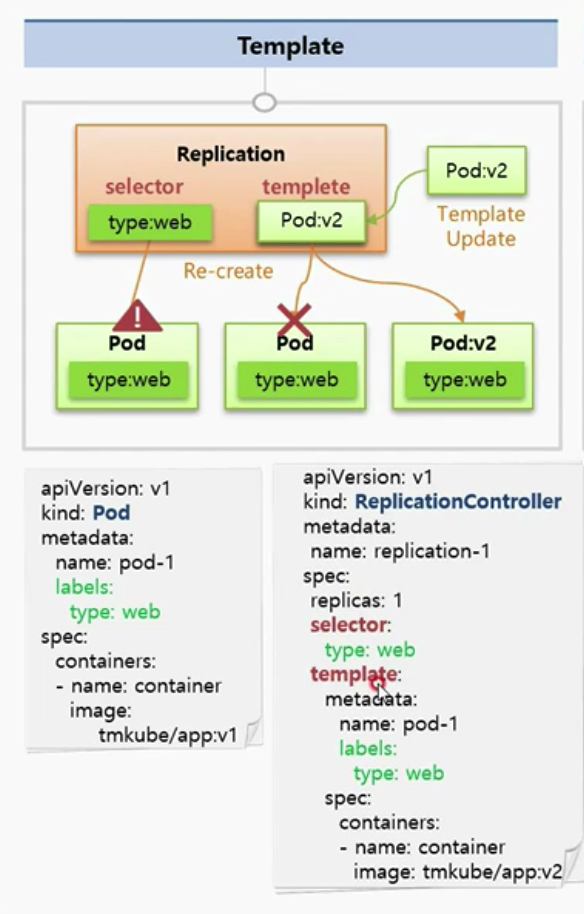 Template
Replication
selector
templete
type:web
Pod:v2
Pod:v2
Template
Update
Re-create
!
Pod
type:web
Pod
type:web
Pod:v2
type:web
apiVersion: v1
kind: Pod
metadata:
name: pod-1
labels:
type: web
spec:
containers:
- name: container
image:
tmkube/app:v1
apiVersion: v1
kind: ReplicationController
metadata:
name: replication-1
spec:
replicas: 1
selector:
type: web
template:
metadata:
name: pod-1
labels:
type: web
spec:
containers:
- name: container
image: tmkube/app:v2